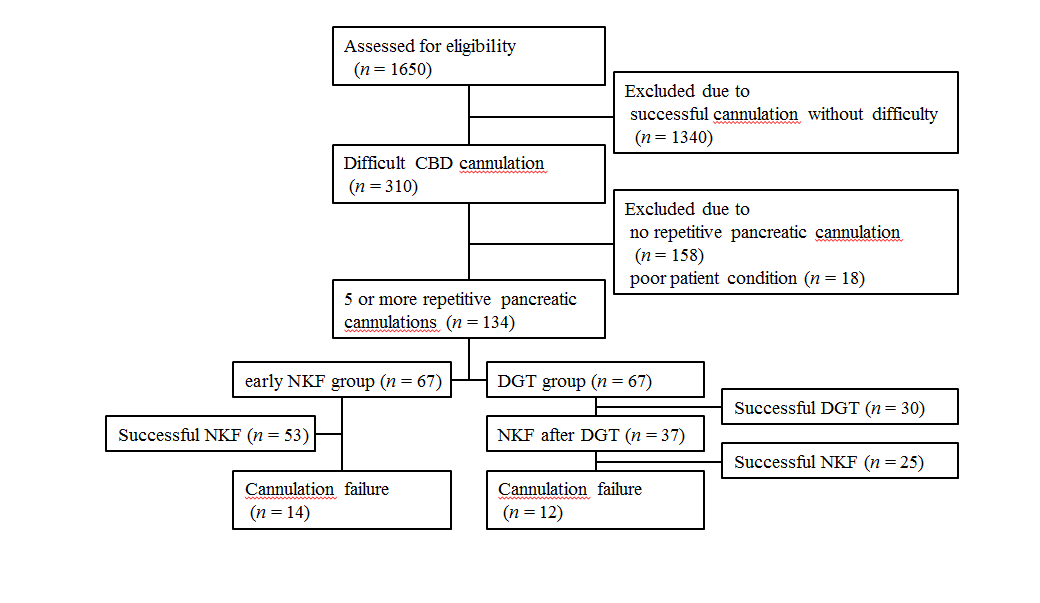 Assessed for eligibility
(n = 1650)
Excluded due to
successful cannulation without difficulty
(n = 1340)
Difficult CBD cannulation
(n = 310)
Excluded due to
no repetitive pancreatic cannulation
(n = 158)
poor patient condition (n = 18)
5 or more repetitive pancreatic
cannulations (n = 134)
early NKF group (n = 67)
DGT group (n = 67)
Successful DGT (n = 30)
Successful NKF (n = 53)
NKF after DGT (n = 37)
Successful NKF (n = 25)
Cannulation failure
(n = 14)
Cannulation failure
(n = 12)